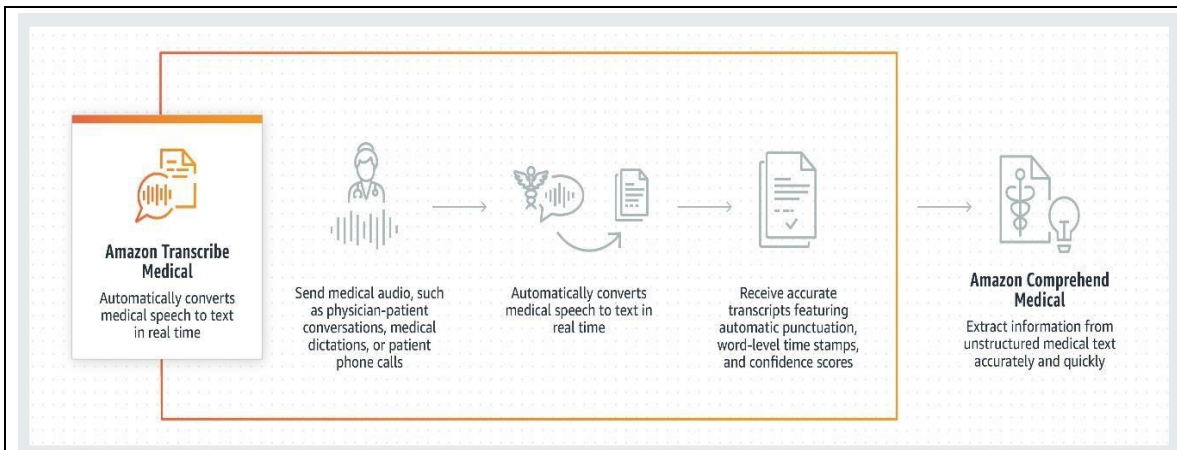 Amazon Transcribe
Medical
Automatically converts
medical speech to text
in real time
Send medical audio, such
as physician-patient
conversations, medical
dictations, or patient
phone calls
Automatically converts
medical speech to text in
real time
Receive accurate
transcripts featuring
automatic punctuation,
word-level time stamps,
and confidence scores
Amazon Comprehend
Medical
Extract information from
unstructured medical text
accurately and quickly